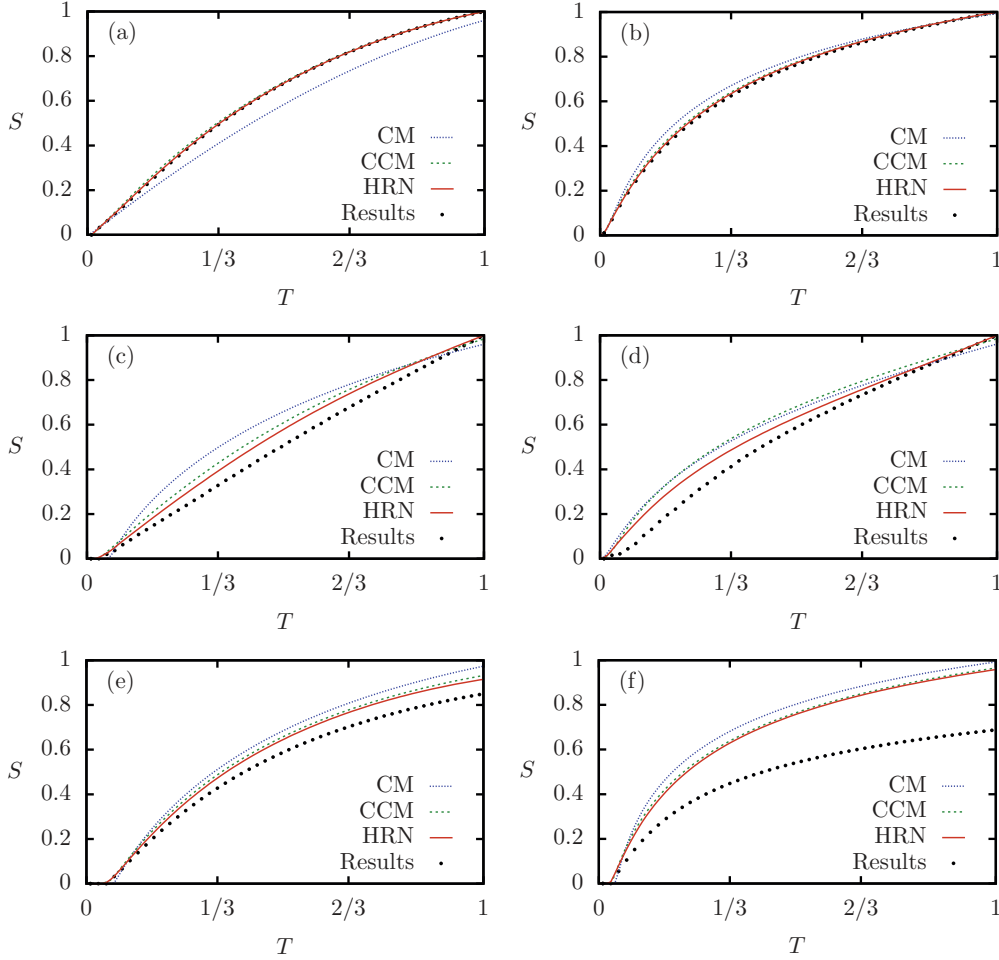 (a)
S
1
0.8
0.6
0.4
0.2
0
CM
CCM
HRN
Results
0 1/3 2/3 1
T
(b)
S
1
0.8
0.6
0.4
0.2
0
CM
CCM
HRN
Results
0 1/3 2/3 1
T
(c)
S
1
0.8
0.6
0.4
0.2
0
CM
CCM
HRN
Results
0 1/3 2/3 1
T
(d)
S
1
0.8
0.6
0.4
0.2
0
CM
CCM
HRN
Results
0 1/3 2/3 1
T
(e)
S
1
0.8
0.6
0.4
0.2
0
CM
CCM
HRN
Results
0 1/3 2/3 1
T
(f)
S
1
0.8
0.6
0.4
0.2
0
CM
CCM
HRN
Results
0 1/3 2/3 1
T